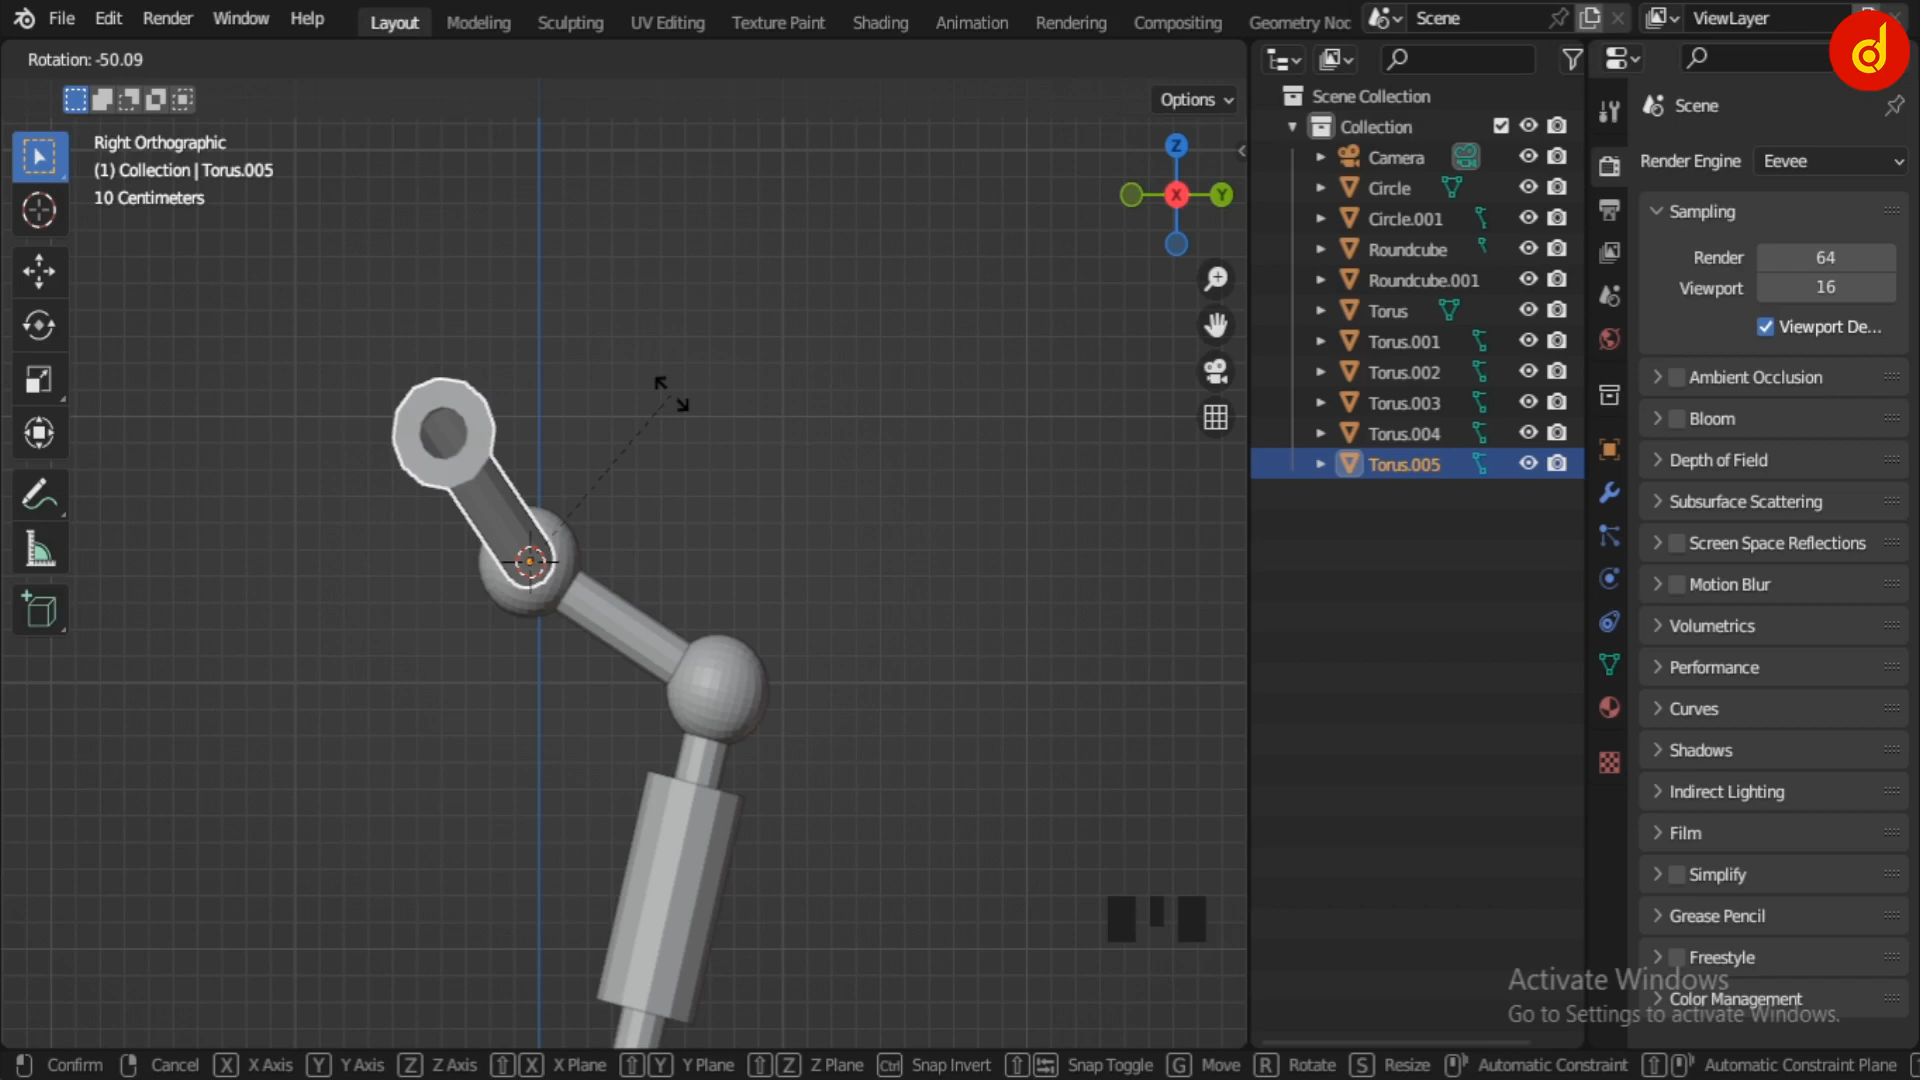 File Edit Render Window Help Layout Modeling Sculpting UV Editing Texture Paint Shading Animation Rendering Compositing Geometry Noc Scene ViewLayer
Rotation: -50.09
Options
Right Orthographic
(1) Collection | Torus.005
10 Centimeters
Z
X
Y
Scene Collection
Collection
Camera
Circle
Circle.001
Roundcube
Roundcube.001
Torus
Torus.001
Torus.002
Torus.003
Torus.004
Torus.005
Scene
Render Engine Eevee
Sampling
Render 64
Viewport 16
Viewport De...
Ambient Occlusion
Bloom
Depth of Field
Subsurface Scattering
Screen Space Reflections
Motion Blur
Volumetrics
Performance
Curves
Shadows
Indirect Lighting
Film
Simplify
Grease Pencil
Freestyle
Color Management
Activate Windows
Go to Settings to activate Windows.
Confirm Cancel X X Axis Y Y Axis Z Z Axis X X Plane Y Y Plane Z Z Plane Ctrl Snap Invert Snap Toggle G Move R Rotate S Resize Automatic Constraint Automatic Constraint Plane